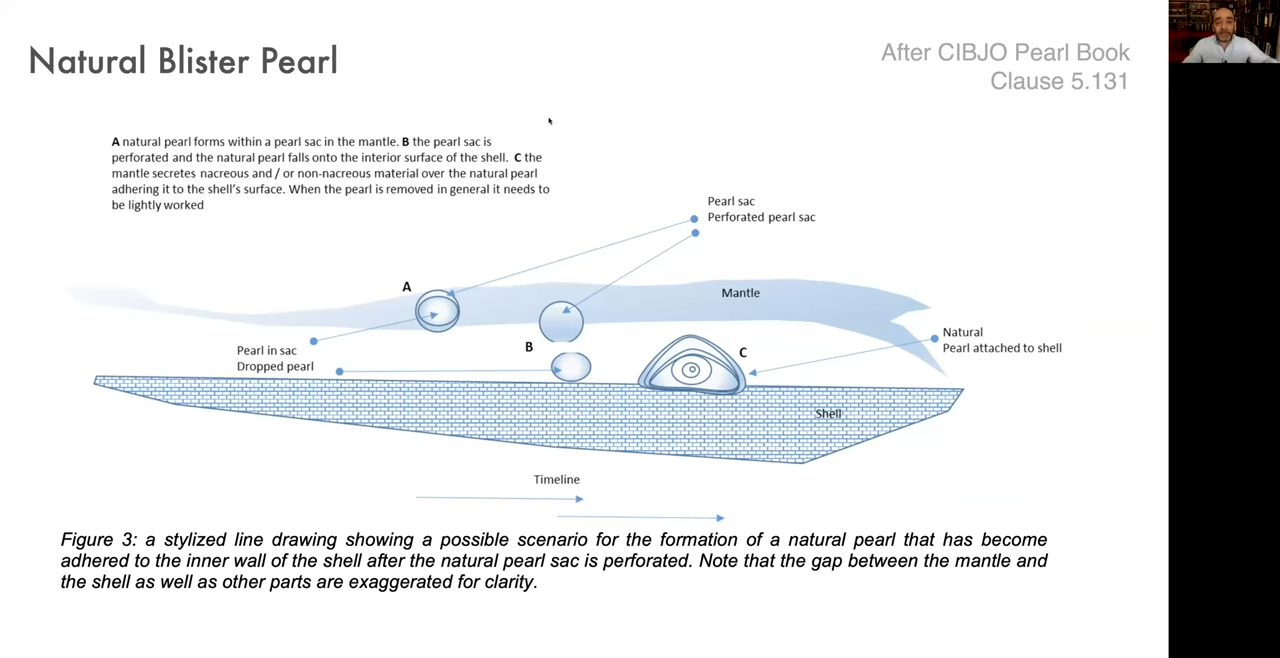 Natural Blister Pearl
After CIBJO Pearl Book
Clause 5.131
A natural pearl forms within a pearl sac in the mantle. B the pearl sac is
perforated and the natural pearl falls onto the interior surface of the shell.  C the
mantle secretes nacreous and / or non-nacreous material over the natural pearl
adhering it to the shell's surface. When the pearl is removed in general it needs to
be lightly worked
Pearl sac
Perforated pearl sac
A
Mantle
B
C
Natural
Pearl attached to shell
Pearl in sac
Dropped pearl
Shell
Timeline
Figure 3: a stylized line drawing showing a possible scenario for the formation of a natural pearl that has become
adhered to the inner wall of the shell after the natural pearl sac is perforated. Note that the gap between the mantle and
the shell as well as other parts are exaggerated for clarity.